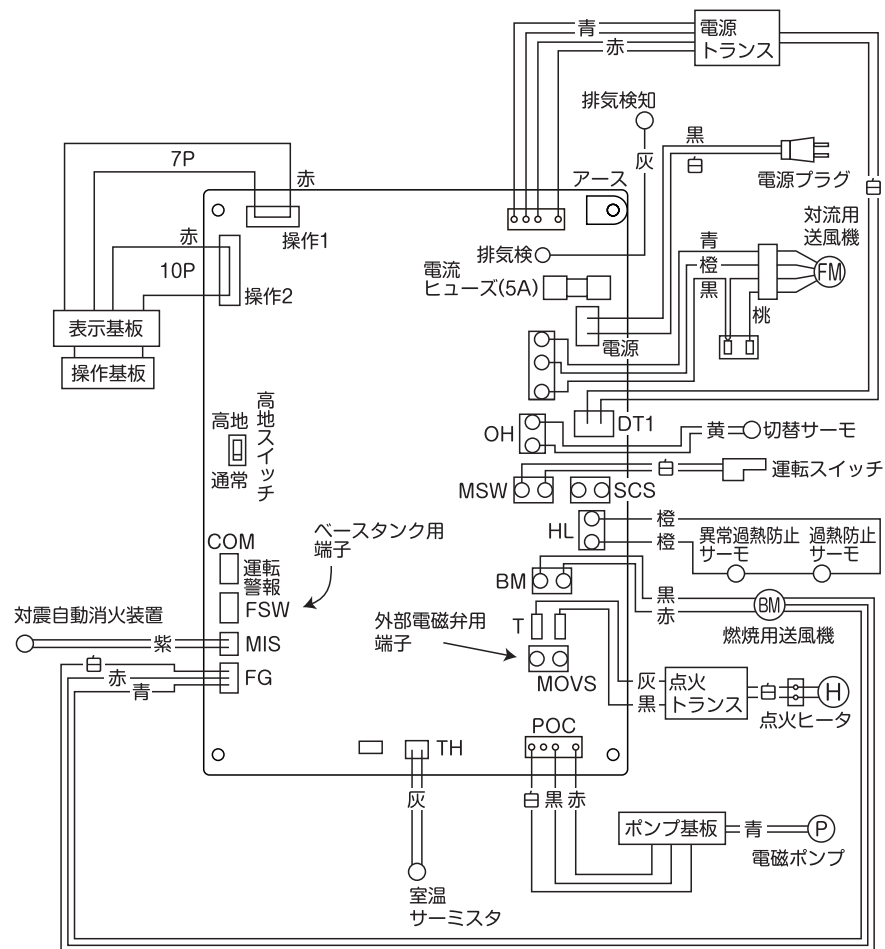 青
赤
電源
トランス
排気検知
灰
黒
白
電源プラグ
白
7P
赤
アース
対流用
送風機
操作1
赤
10P
操作2
排気検
電流
ヒューズ(5A)
青
橙
黒
FM
桃
表示基板
操作基板
電源
高地スイッチ
高地
通常
DT1
OH
黄
切替サーモ
白
運転スイッチ
MSW
SCS
HL
橙
橙
異常過熱防止
サーモ
過熱防止
サーモ
ベースタンク用
端子
COM
運転
警報
FSW
BM
黒
赤
BM
燃焼用送風機
対震自動消火装置
紫
MIS
外部電磁弁用
端子
T
MOVS
白
赤
青
FG
灰
黒
点火
トランス
白
H
点火ヒータ
POC
TH
灰
白
黒
赤
ポンプ基板
青
P
電磁ポンプ
室温
サーミスタ